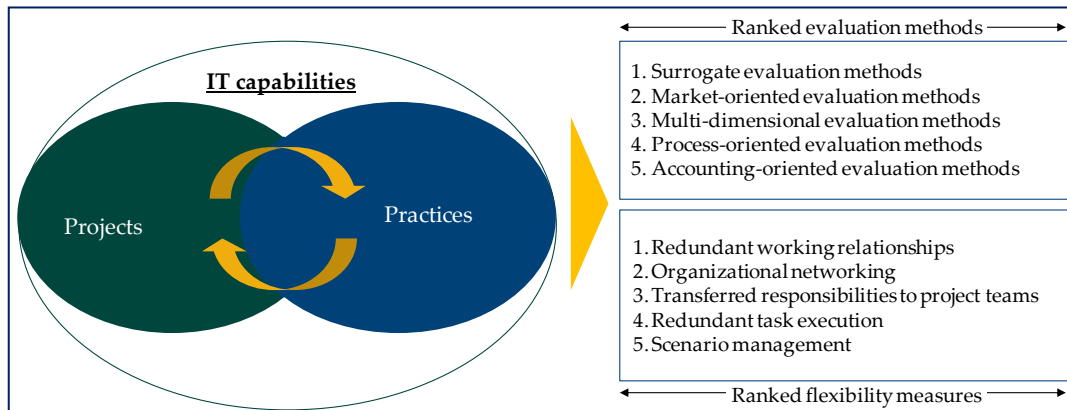 IT capabilities
Projects
Practices
Ranked evaluation methods
1. Surrogate evaluation methods
2. Market-oriented evaluation methods
3. Multi-dimensional evaluation methods
4. Process-oriented evaluation methods
5. Accounting-oriented evaluation methods
1. Redundant working relationships
2. Organizational networking
3. Transferred responsibilities to project teams
4. Redundant task execution
5. Scenario management
Ranked flexibility measures